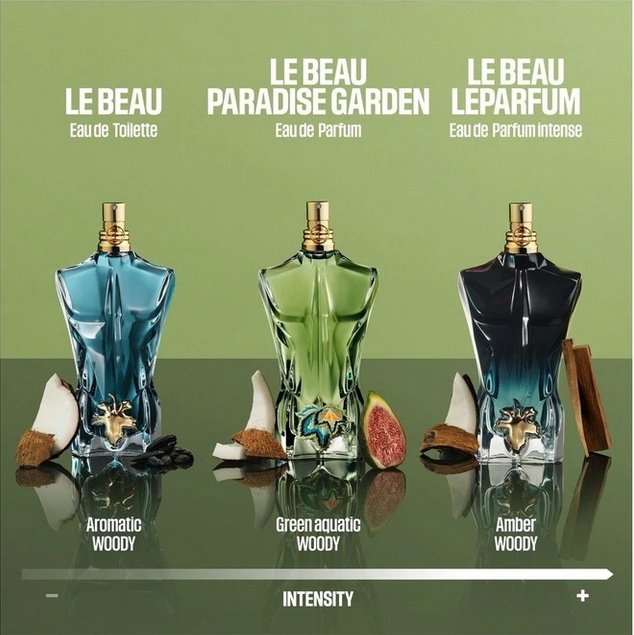 LE BEAU
Eau de Toilette
LE BEAU
PARADISE GARDEN
Eau de Parfum
LE BEAU
LEPARFUM
Eau de Parfum intense
Aromatic
WOODY
Green aquatic
WOODY
Amber
WOODY
-
+
INTENSITY